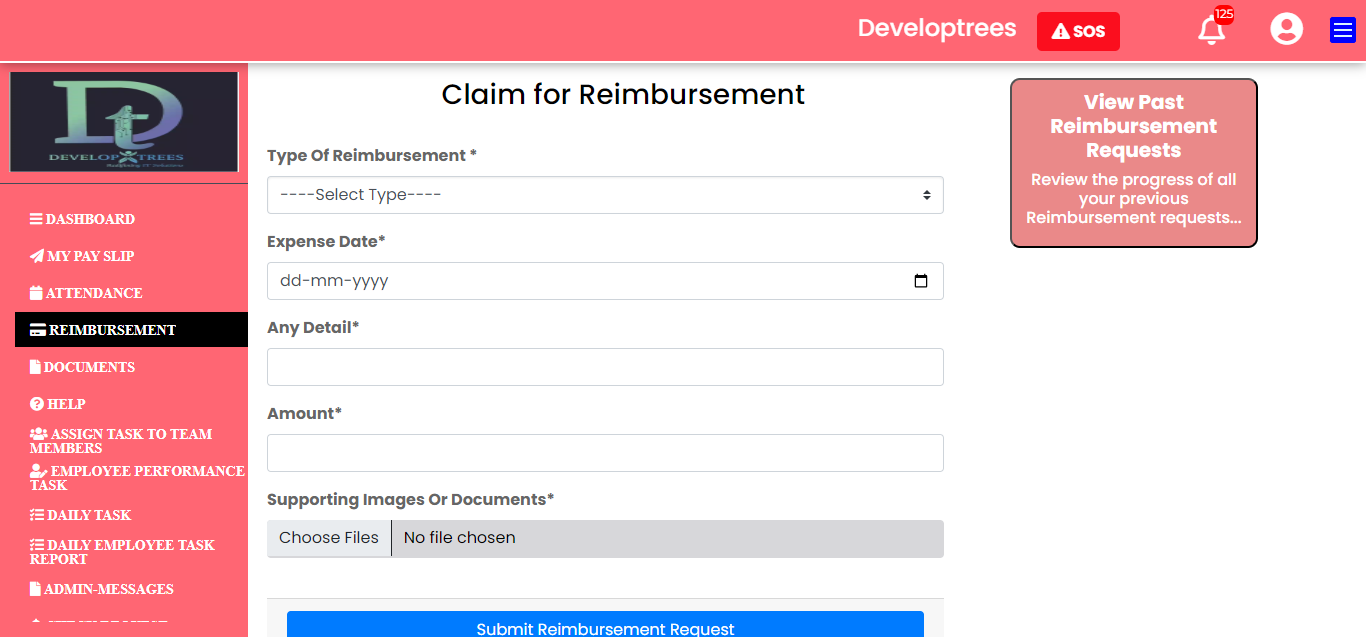 Developtrees
SOS
125
DEVELOP TREES
DASHBOARD
MY PAY SLIP
ATTENDANCE
REIMBURSEMENT
DOCUMENTS
HELP
ASSIGN TASK TO TEAM
MEMBERS
EMPLOYEE PERFORMANCE
TASK
DAILY TASK
DAILY EMPLOYEE TASK
REPORT
ADMIN-MESSAGES
Claim for Reimbursement
Type Of Reimbursement *
----Select Type----
Expense Date*
dd-mm-yyyy
Any Detail*
Amount*
Supporting Images Or Documents*
Choose Files No file chosen
Submit Reimbursement Request
View Past
Reimbursement
Requests
Review the progress of all
your previous
Reimbursement requests...